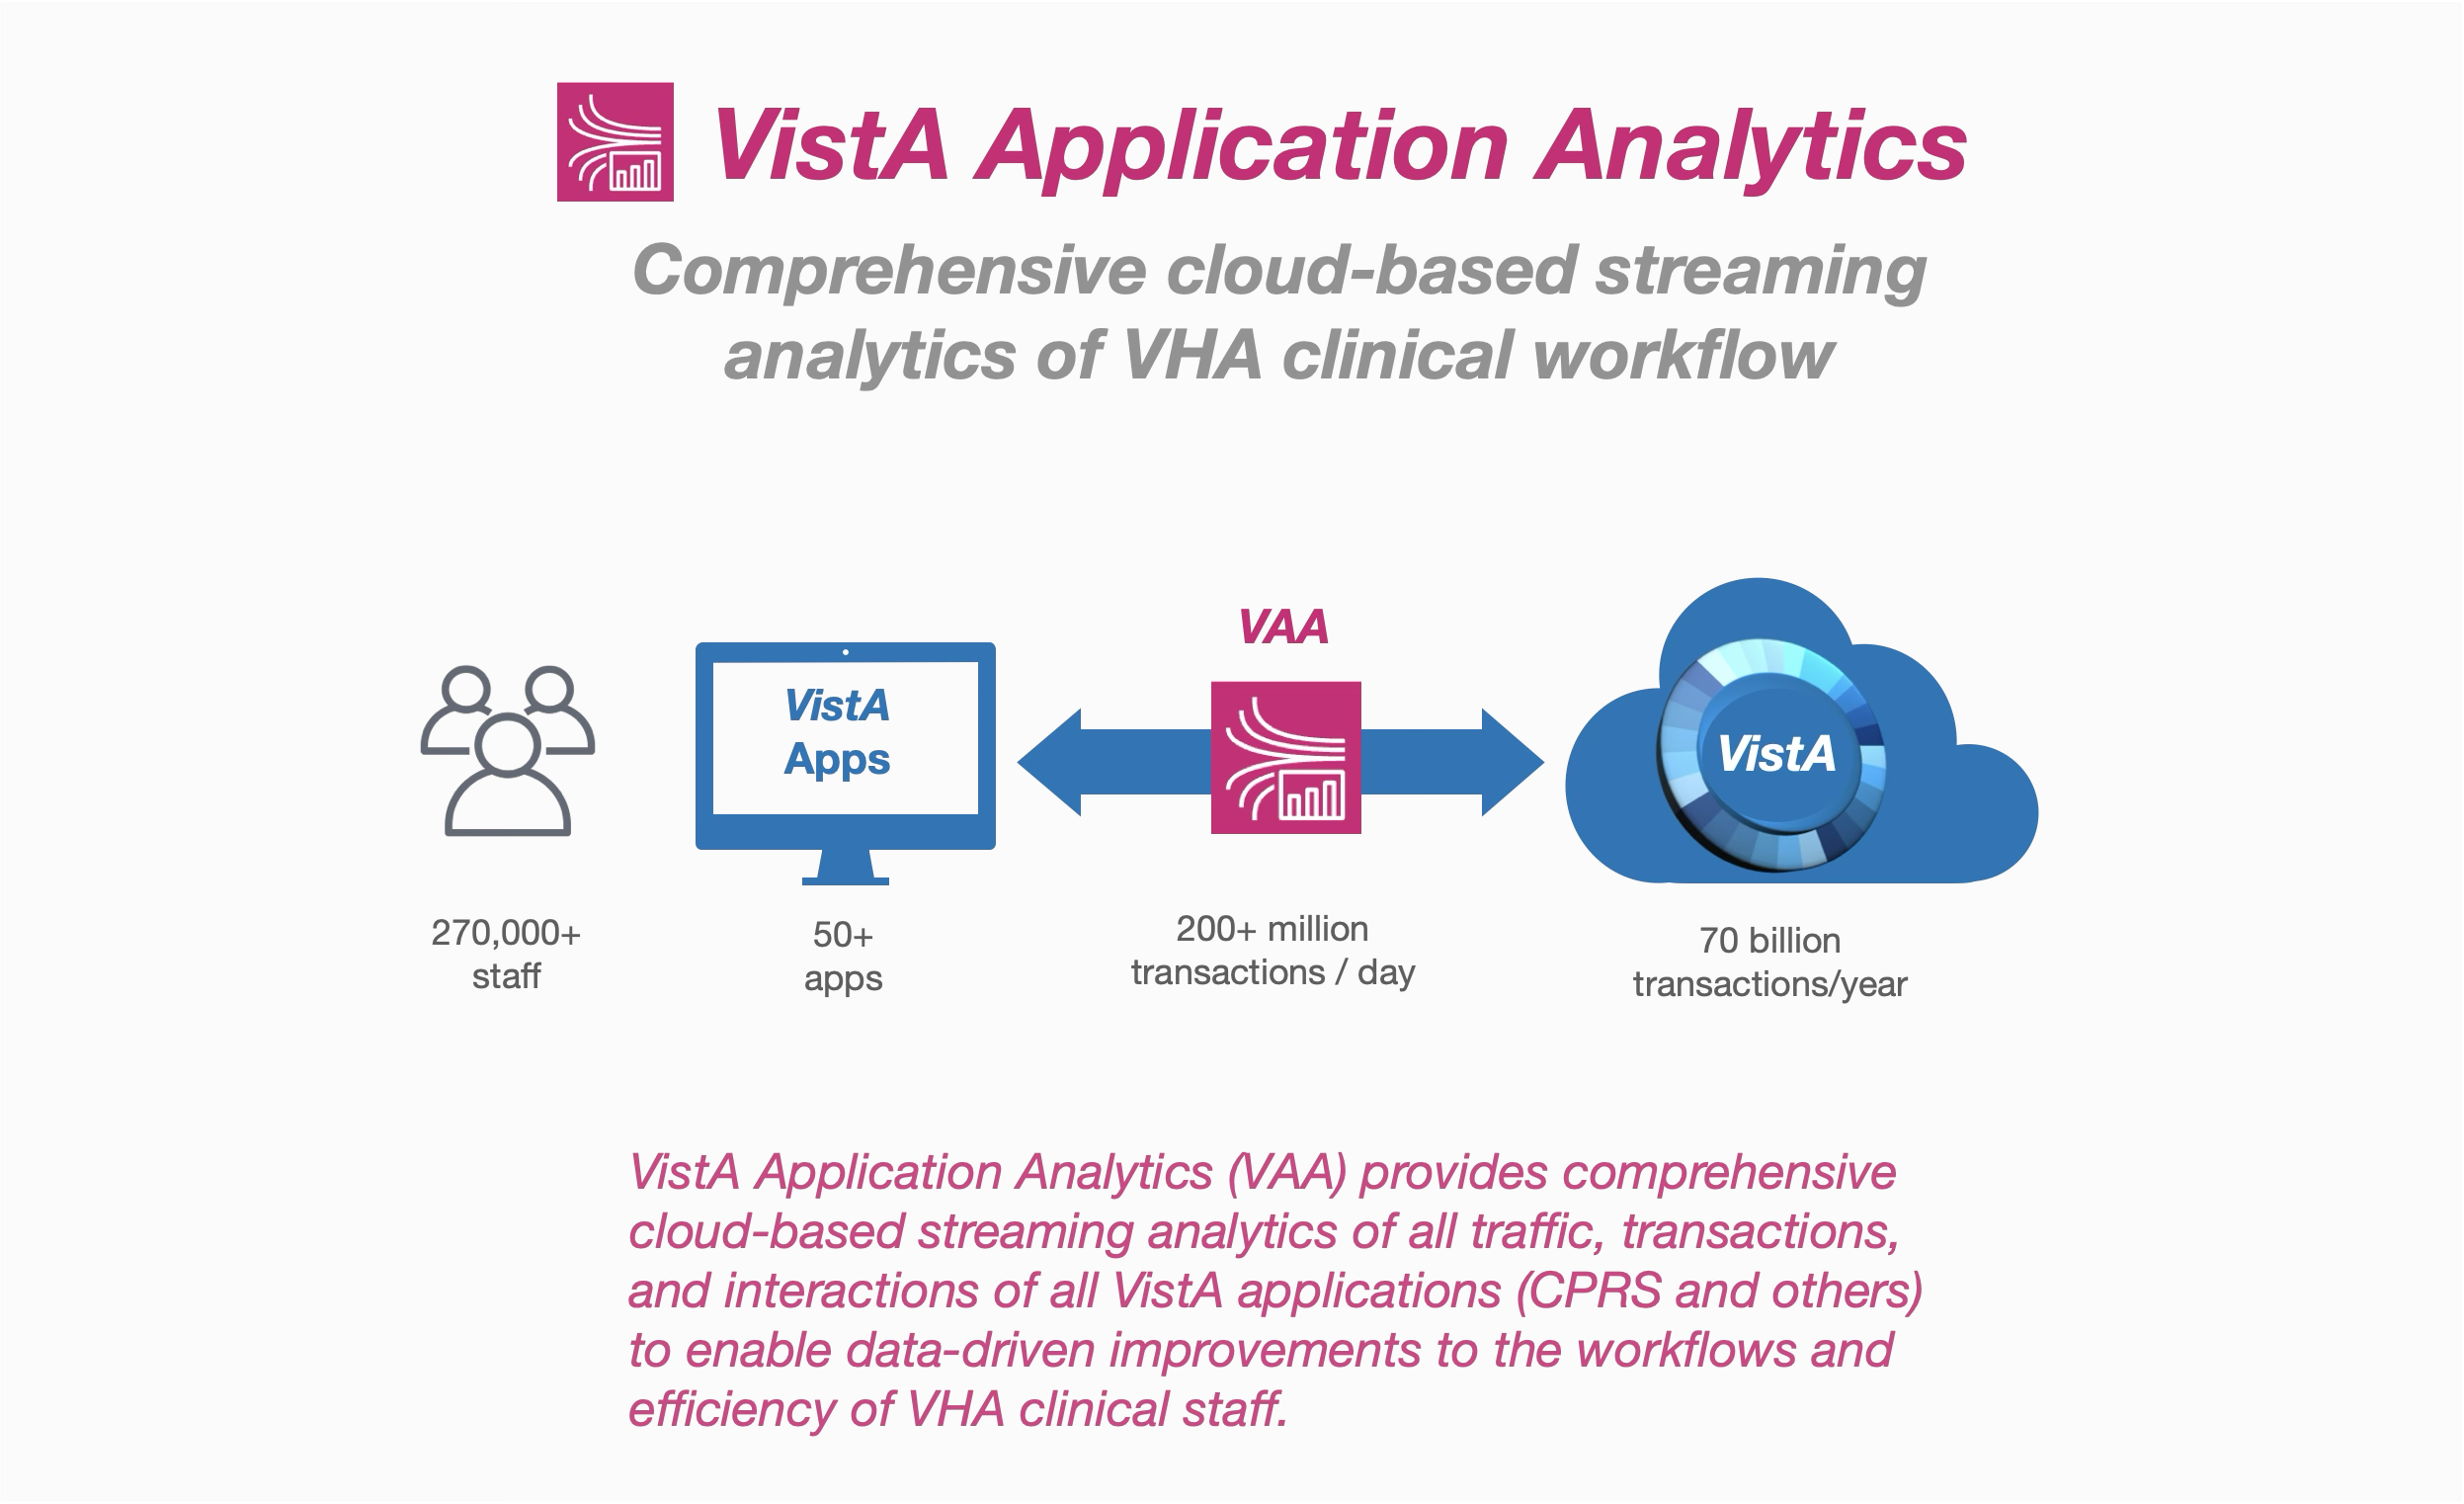 VistA Application Analytics
Comprehensive cloud-based streaming
analytics of VHA clinical workflow
VAA
VistA
Apps
VistA
270,000+
staff
50+
apps
200+ million
transactions / day
70 billion
transactions/year
VistA Application Analytics (VAA) provides comprehensive
cloud-based streaming analytics of all traffic, transactions,
and interactions of all VistA applications (CPRS and others)
to enable data-driven improvements to the workflows and
efficiency of VHA clinical staff.